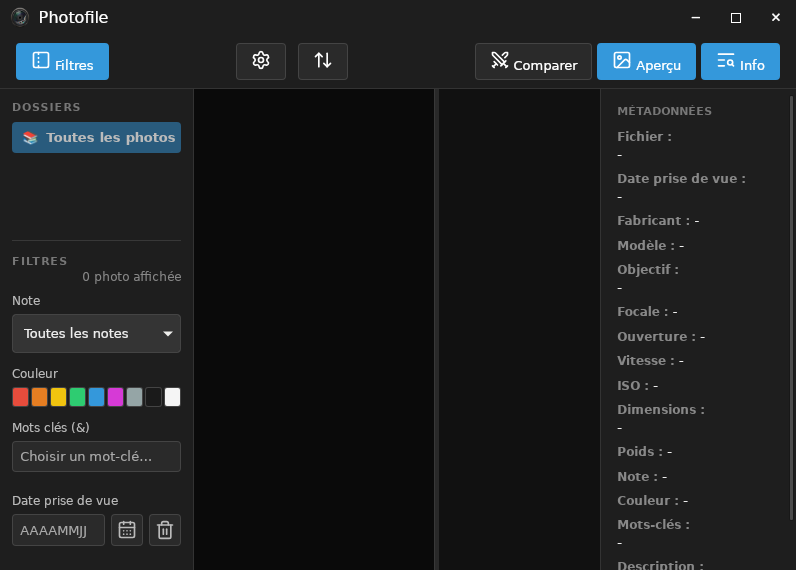 Photofile
Filtres
Comparer
Aperçu
Info
DOSSIERS
Toutes les photos
FILTRES
0 photo affichée
Note
Toutes les notes
Couleur
Mots clés (&)
Choisir un mot-clé...
Date prise de vue
AAAAMMJJ
MÉTADONNÉES
Fichier :
-
Date prise de vue :
-
Fabricant : -
Modèle : -
Objectif :
-
Focale : -
Ouverture : -
Vitesse : -
ISO : -
Dimensions :
-
Poids : -
Note : -
Couleur : -
Mots-clés :
-
Description :